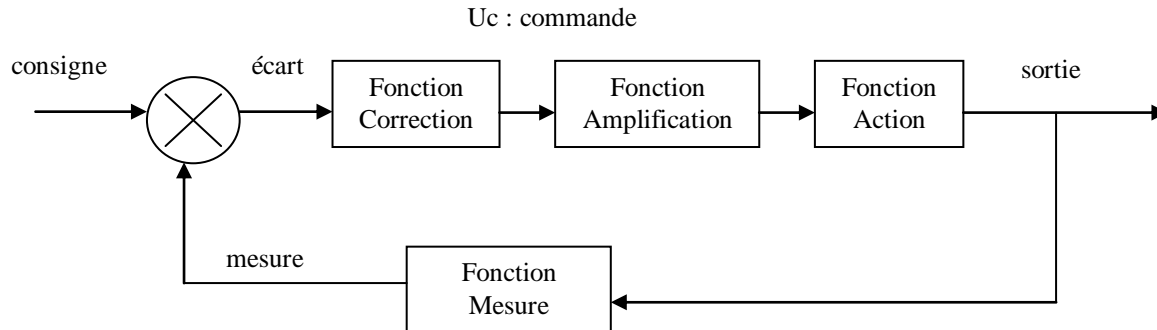 Uc : commande
consigne
écart
Fonction
Correction
Fonction
Amplification
Fonction
Action
sortie
mesure
Fonction
Mesure